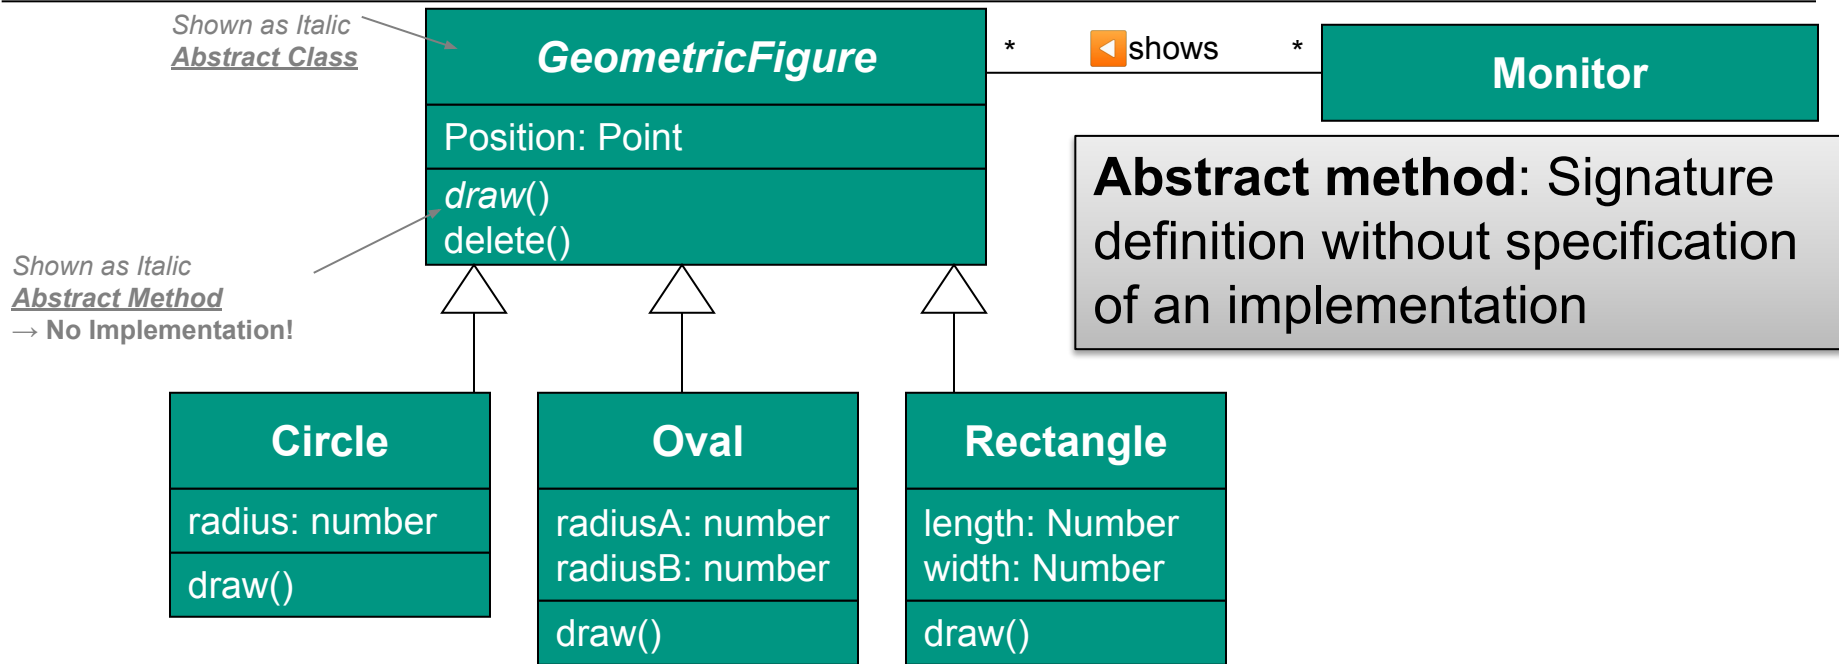 Shown as Italic
Abstract Class
GeometricFigure
* ◀shows *
Monitor
Position: Point
draw()
delete()
Abstract method: Signature
definition without specification
of an implementation
Shown as Italic
Abstract Method
→ No Implementation!
Circle
radius: number
draw()
Oval
radiusA: number
radiusB: number
draw()
Rectangle
length: Number
width: Number
draw()